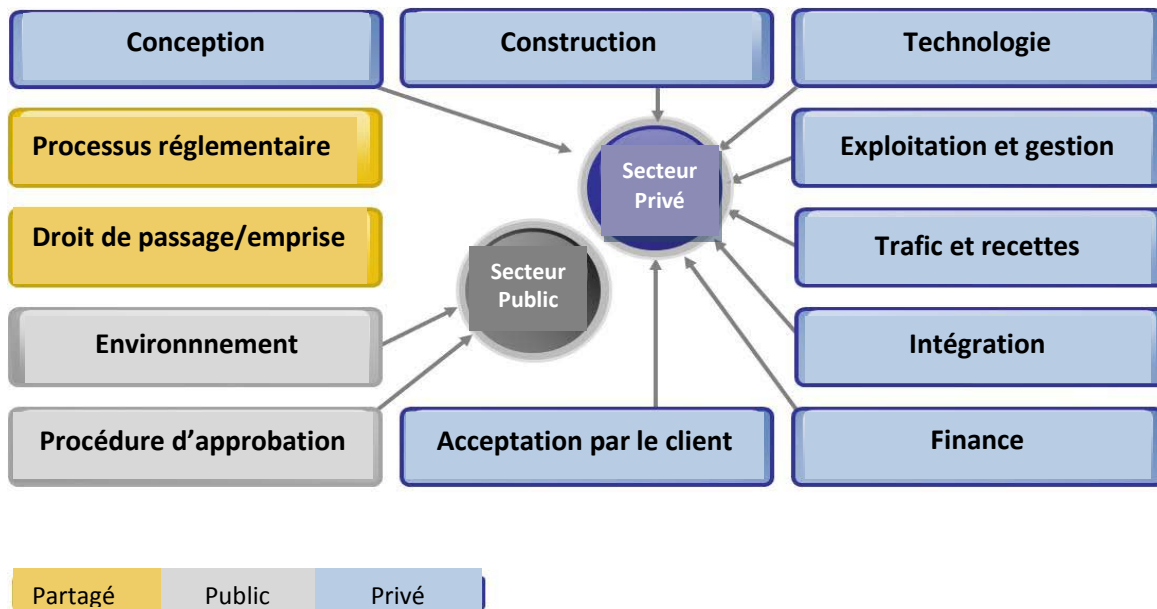 Conception
Construction
Technologie
Processus réglementaire
Secteur
Privé
Exploitation et gestion
Droit de passage/emprise
Trafic et recettes
Secteur
Public
Environnnement
Intégration
Procédure d’approbation
Acceptation par le client
Finance
Partagé
Public
Privé